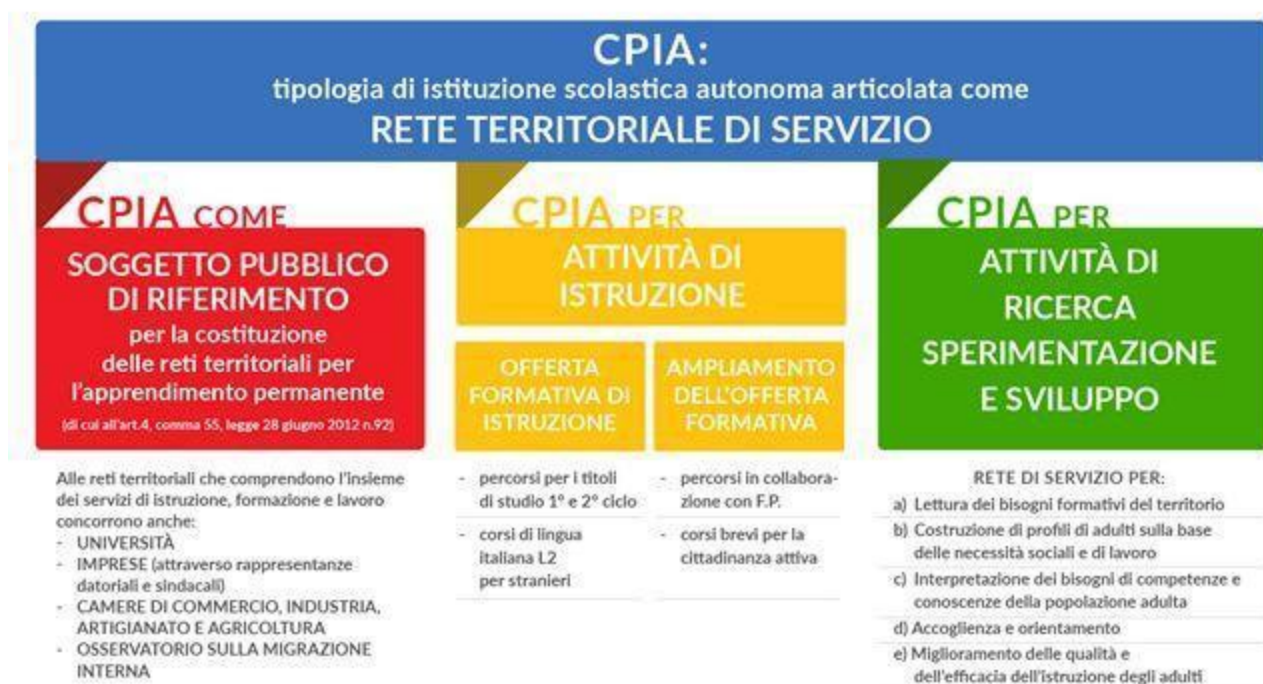 CPIA:
tipologia di istituzione scolastica autonoma articolata come
RETE TERRITORIALE DI SERVIZIO
CPIA COME
SOGGETTO PUBBLICO
DI RIFERIMENTO
per la costituzione
delle reti territoriali per
l'apprendimento permanente
(di cui all'art.4, comma 55, legge 28 giugno 2012 n.92)
Alle reti territoriali che comprendono l'insieme
dei servizi di istruzione, formazione e lavoro
concorrono anche:
- UNIVERSITÀ
- IMPRESE (attraverso rappresentanze
datoriali e sindacali)
- CAMERE DI COMMERCIO, INDUSTRIA,
ARTIGIANATO E AGRICOLTURA
- OSSERVATORIO SULLA MIGRAZIONE
INTERNA
CPIA PER
ATTIVITÀ DI
ISTRUZIONE
OFFERTA
FORMATIVA DI
ISTRUZIONE
- percorsi per i titoli
di studio 1° e 2° ciclo
- corsi di lingua
italiana L2
per stranieri
AMPLIAMENTO
DELL'OFFERTA
FORMATIVA
- percorsi in collabora-
zione con F.P.
- corsi brevi per la
cittadinanza attiva
CPIA PER
ATTIVITÀ DI
RICERCA
SPERIMENTAZIONE
E SVILUPPO
RETE DI SERVIZIO PER:
a) Lettura dei bisogni formativi del territorio
b) Costruzione di profili di adulti sulla base
delle necessità sociali e di lavoro
c) Interpretazione dei bisogni di competenze e
conoscenze della popolazione adulta
d) Accoglienza e orientamento
e) Miglioramento delle qualità e
dell'efficacia dell'istruzione degli adulti